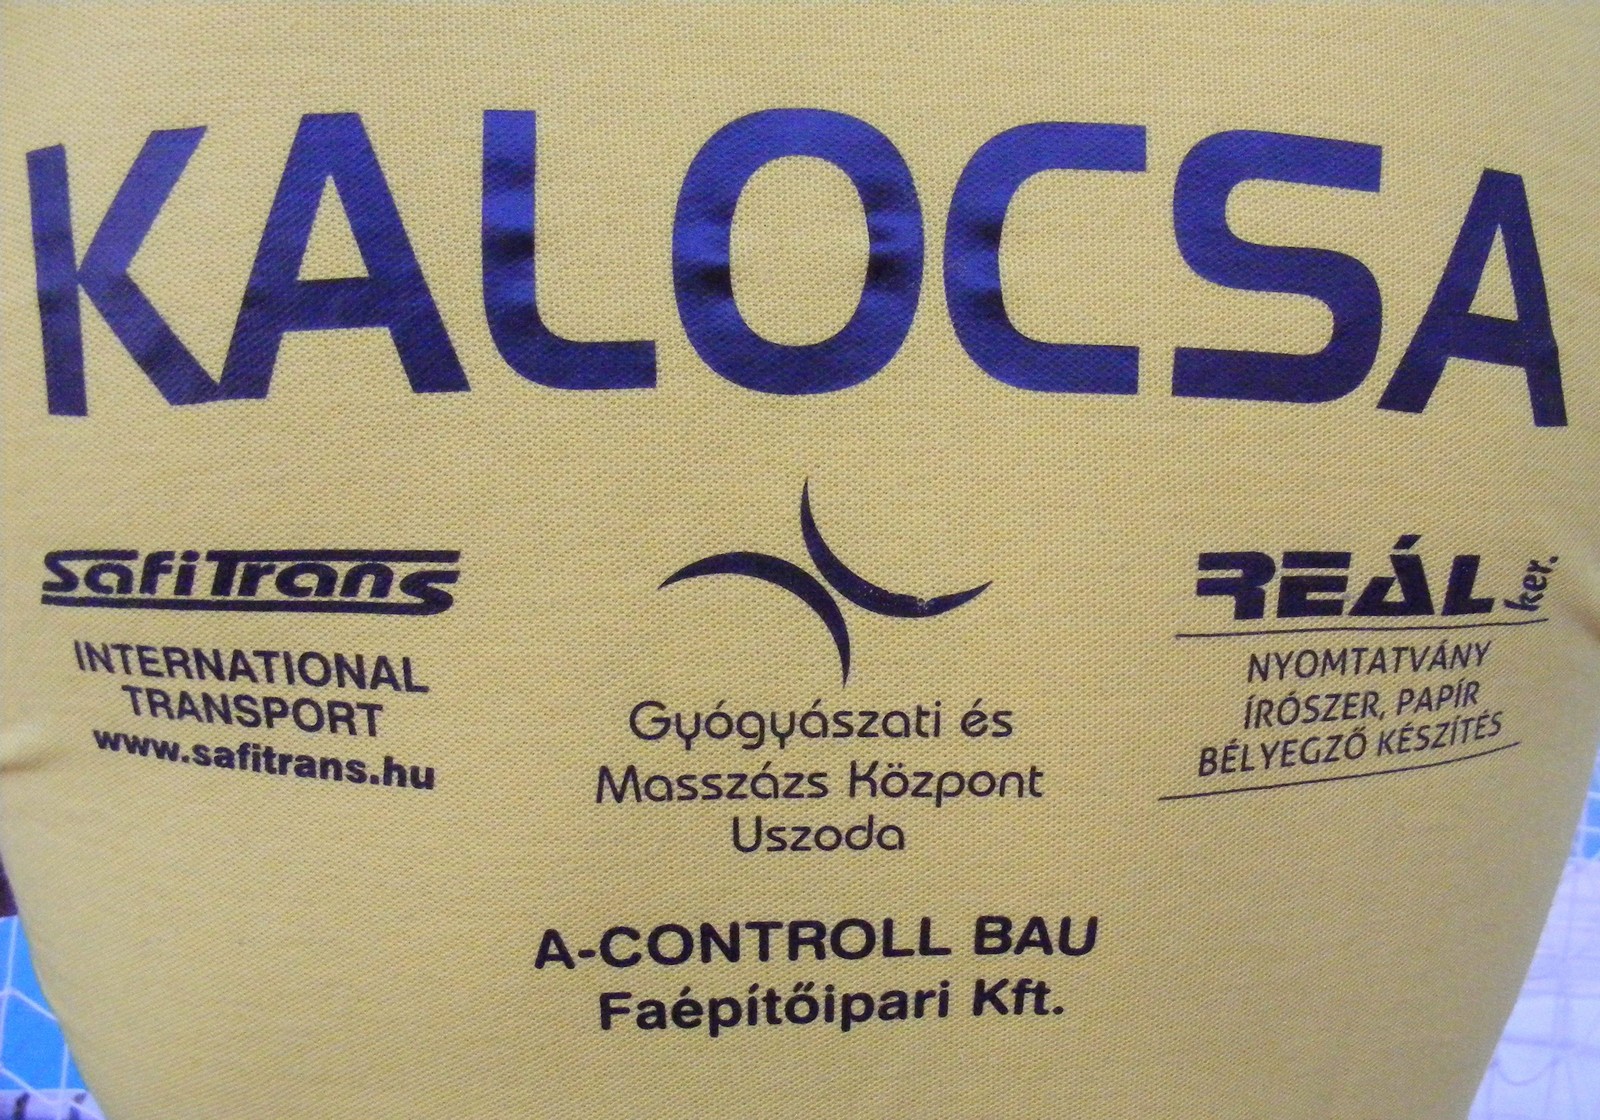 KALOCSA
SafiTrans
INTERNATIONAL
TRANSPORT
www.safitrans.hu
Gyógyászati és
Masszázs Központ
Uszoda
REÁL ker.
NYOMTATVÁNY
ÍRÓSZER, PAPÍR
BÉLYEGZŐ KÉSZÍTÉS
A-CONTROLL BAU
Faépítőipari Kft.